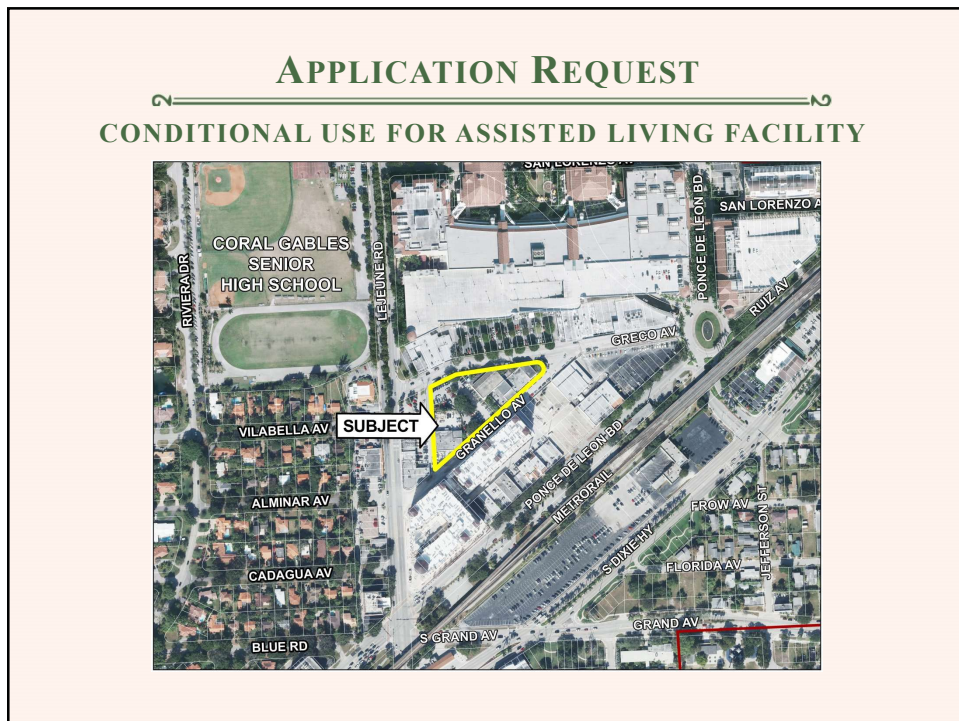 APPLICATION REQUEST
CONDITIONAL USE FOR ASSISTED LIVING FACILITY
SAN LORENZO
SAN LORENZO A
PONCE DE LEON BD
CORAL GABLES
SENIOR
HIGH SCHOOL
RIVIERA DR
LEJEUNE RD
RUIZ AV
GRECO AV
SUBJECT
VILABELLA AV
GRANELLO AV
PONCE DE LEON BD
METRORAIL
ALMINAR AV
FROW AV
JEFFERSON ST
S DIXIE HY
FLORIDA AV
CADAGUA AV
GRAND AV
S GRAND AV
BLUE RD